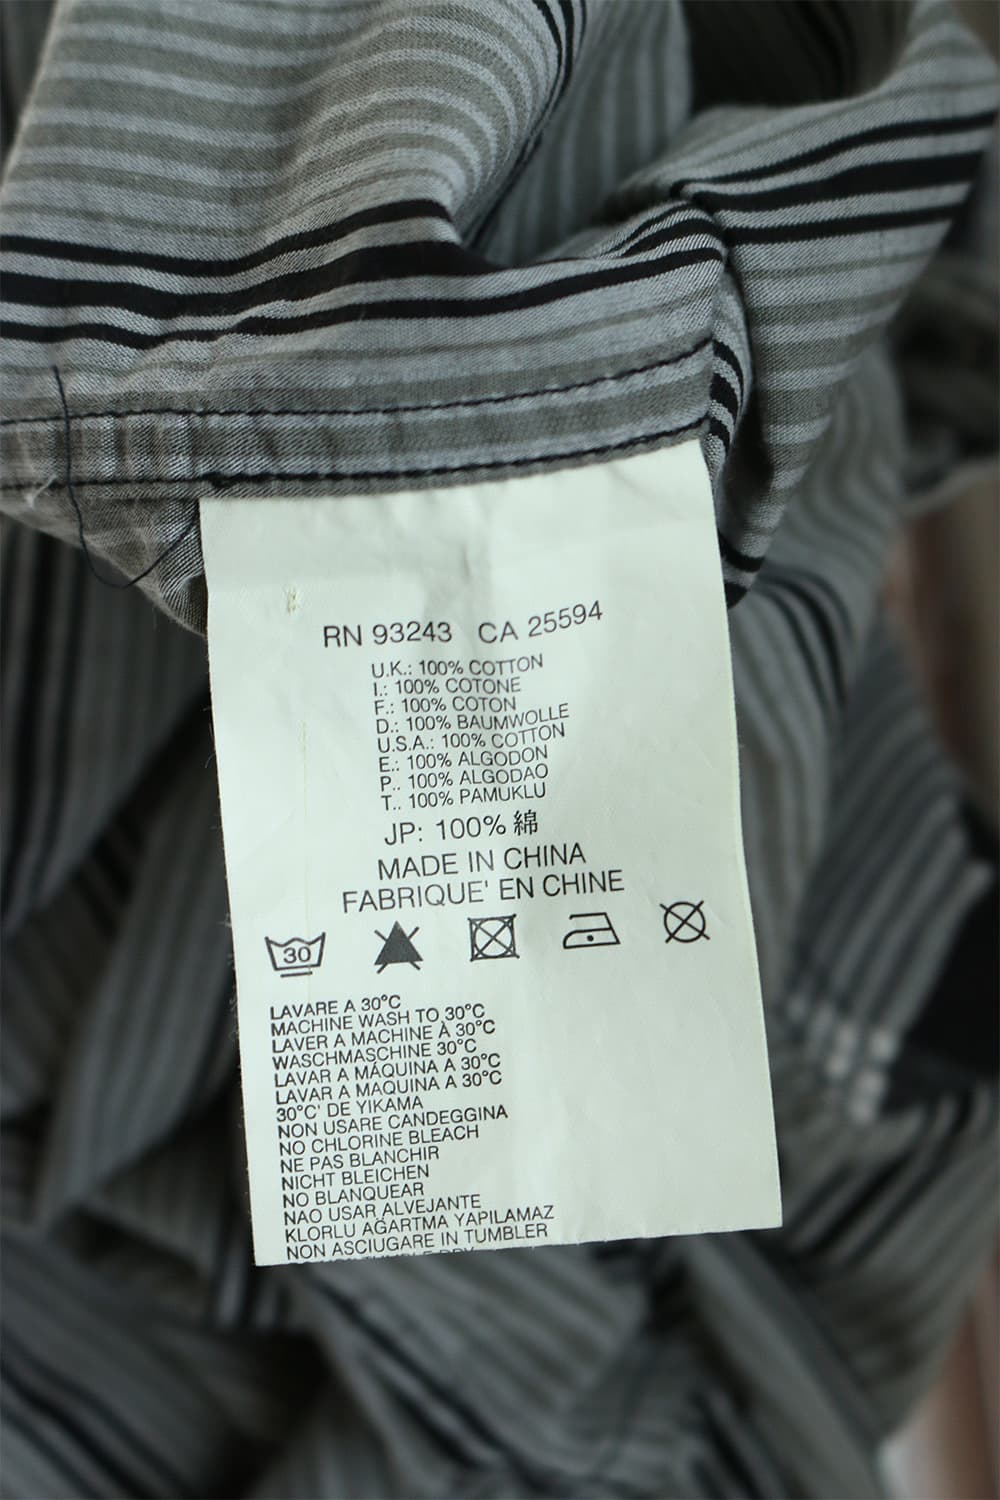 RN 93243 CA 25594
U.K.: 100% COTTON
I.: 100% COTONE
F.: 100% COTON
D.: 100% BAUMWOLLE
U.S.A.: 100% COTTON
E.: 100% ALGODON
P.. 100% ALGODAO
T.. 100% PAMUKLU
JP: 100% 綿
MADE IN CHINA
FABRIQUE' EN CHINE
30
LAVARE A 30°C
MACHINE WASH TO 30°C
LAVER A MACHINE À 30°C
WASCHMASCHINE 30°C
LAVAR A MÁQUINA A 30°C
LAVAR A MAQUINA A 30°C
30°C' DE YIKAMA
NON USARE CANDEGGINA
NO CHLORINE BLEACH
NE PAS BLANCHIR
NICHT BLEICHEN
NO BLANQUEAR
NAO USAR ALVEJANTE
KLORLU AĞARTMA YAPILAMAZ
NON ASCIUGARE IN TUMBLER